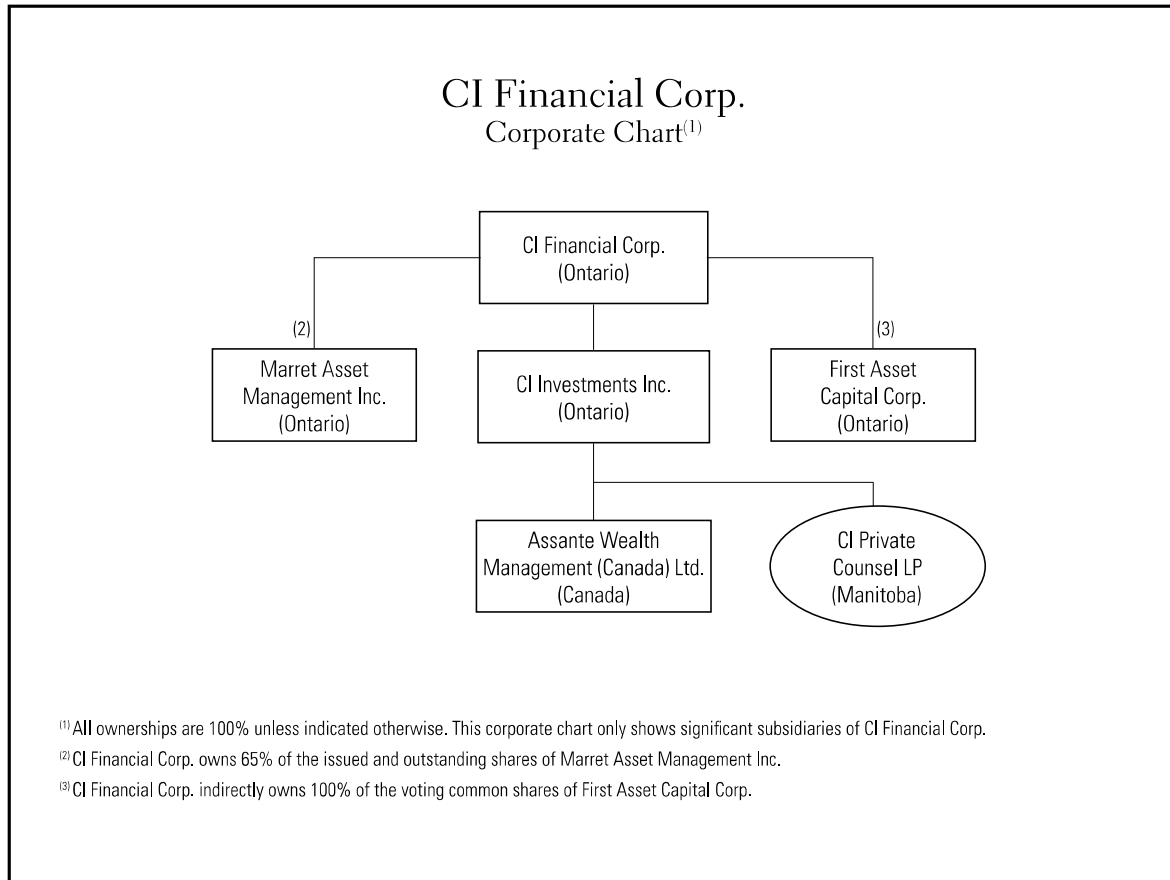 CI Financial Corp.
Corporate Chart(1)
CI Financial Corp.
(Ontario)
(2)
(3)
Marret Asset
Management Inc.
(Ontario)
CI Investments Inc.
(Ontario)
First Asset
Capital Corp.
(Ontario)
Assante Wealth
Management (Canada) Ltd.
(Canada)
CI Private
Counsel LP
(Manitoba)
(1) All ownerships are 100% unless indicated otherwise. This corporate chart only shows significant subsidiaries of CI Financial Corp.
(2) CI Financial Corp. owns 65% of the issued and outstanding shares of Marret Asset Management Inc.
(3) CI Financial Corp. indirectly owns 100% of the voting common shares of First Asset Capital Corp.